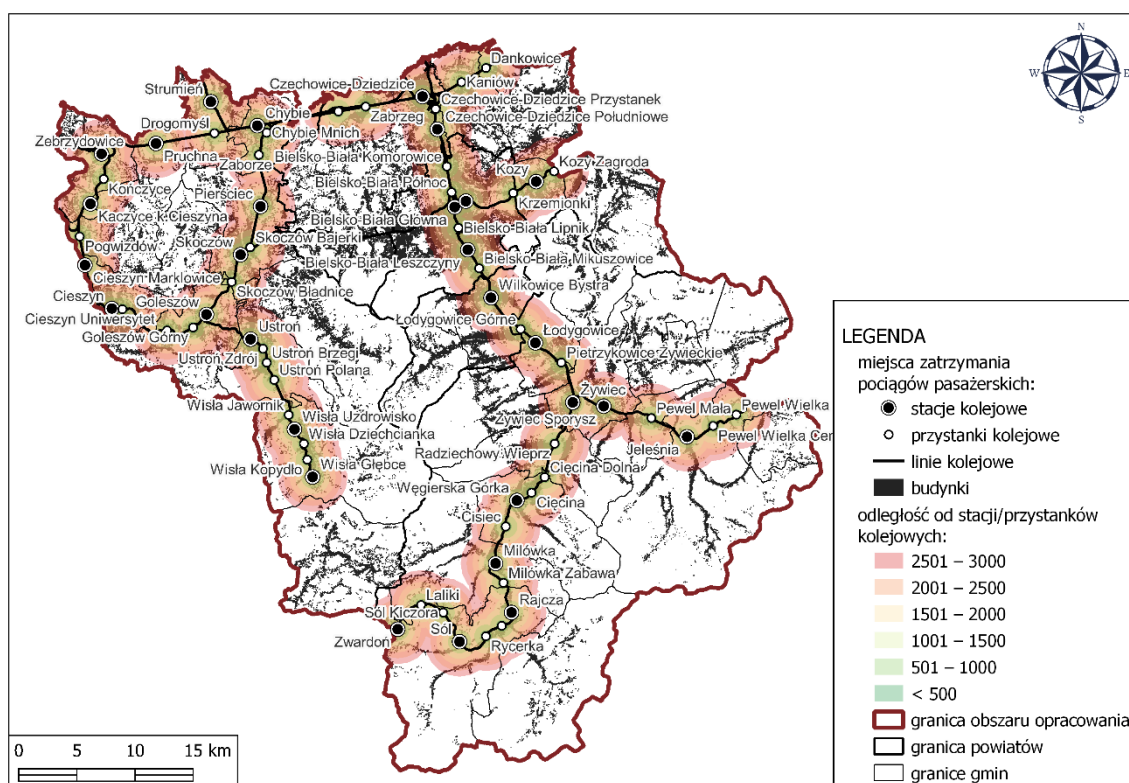 N
W
E
S
Dankowice
Czechowice-Dziedzice
Kaniów
Strumień
Czechowice-Dziedzice Przystanek
Drogomyśl
Chybie
Zabrzeg
Czechowice-Dziedzice Południowe
Zebrzydowice
Chybie Mnich
Pruchna
Zaborze
Bielsko-Biała Komorowice
Kozy Zagroda
Kozy
Kończyce
Pierściec
Bielsko-Biała Północ
Kaczyce k.Cieszyna
Krzemionki
Bielsko-Biała Główna
Pogwizdów
Skoczów
Skoczów Bajerki
Bielsko-Biała Lipnik
Bielsko-Biała Leszczyny
Bielsko-Biała Mikuszowice
Cieszyn Marklowice
Skoczów Bładnice
Wilkowice Bystra
Cieszyn
Goleszów
Cieszyn Uniwersytet
Łodygowice Górne
Łodygowice
Goleszów Górny
Ustroń
Ustroń Zdrój
Ustroń Brzegi
Pietrzykowice Żywieckie
Ustroń Polana
Żywiec
Wisła Jawornik
Wisła Uzdrowisko
Żywiec Sporysz
Pewel Mała
Pewel Wielka
Wisła Dziechcianka
Pewel Wielka Cen
Radziechowy Wieprz
Jeleśnia
Wisła Kopydło
Wisła Głębce
Cięcina Dolna
Węgierska Górka
Cięcina
Cisiec
Milówka
Milówka Zabawa
Laliki
Rajcza
Sól Kiczora
Sól
Zwardoń
Rycerka
LEGENDA
miejsca zatrzymania
pociągów pasażerskich:
stacje kolejowe
przystanki kolejowe
linie kolejowe
budynki
odległość od stacji/przystanków
kolejowych:
2501 – 3000
2001 – 2500
1501 – 2000
1001 – 1500
501 – 1000
< 500
granica obszaru opracowania
granica powiatów
granice gmin
0 5 10 15 km